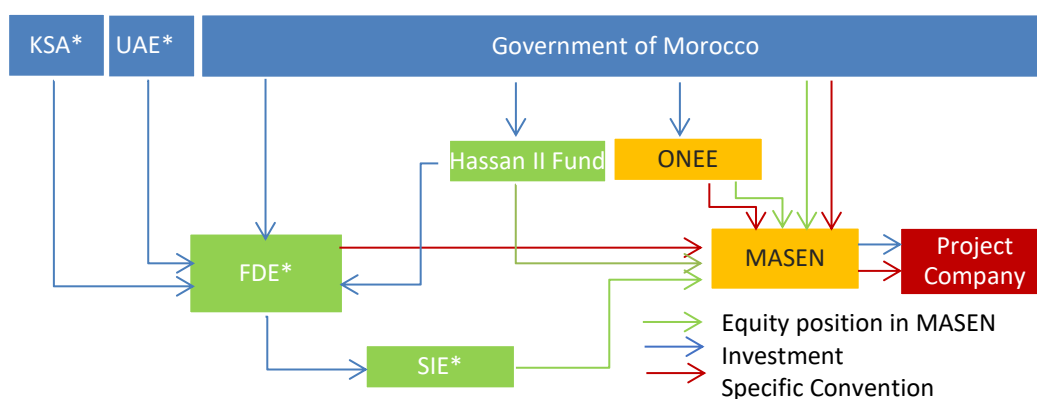 KSA*
UAE*
Government of Morocco
Hassan II Fund
ONEE
FDE*
MASEN
Project
Company
SIE*
Equity position in MASEN
Investment
Specific Convention